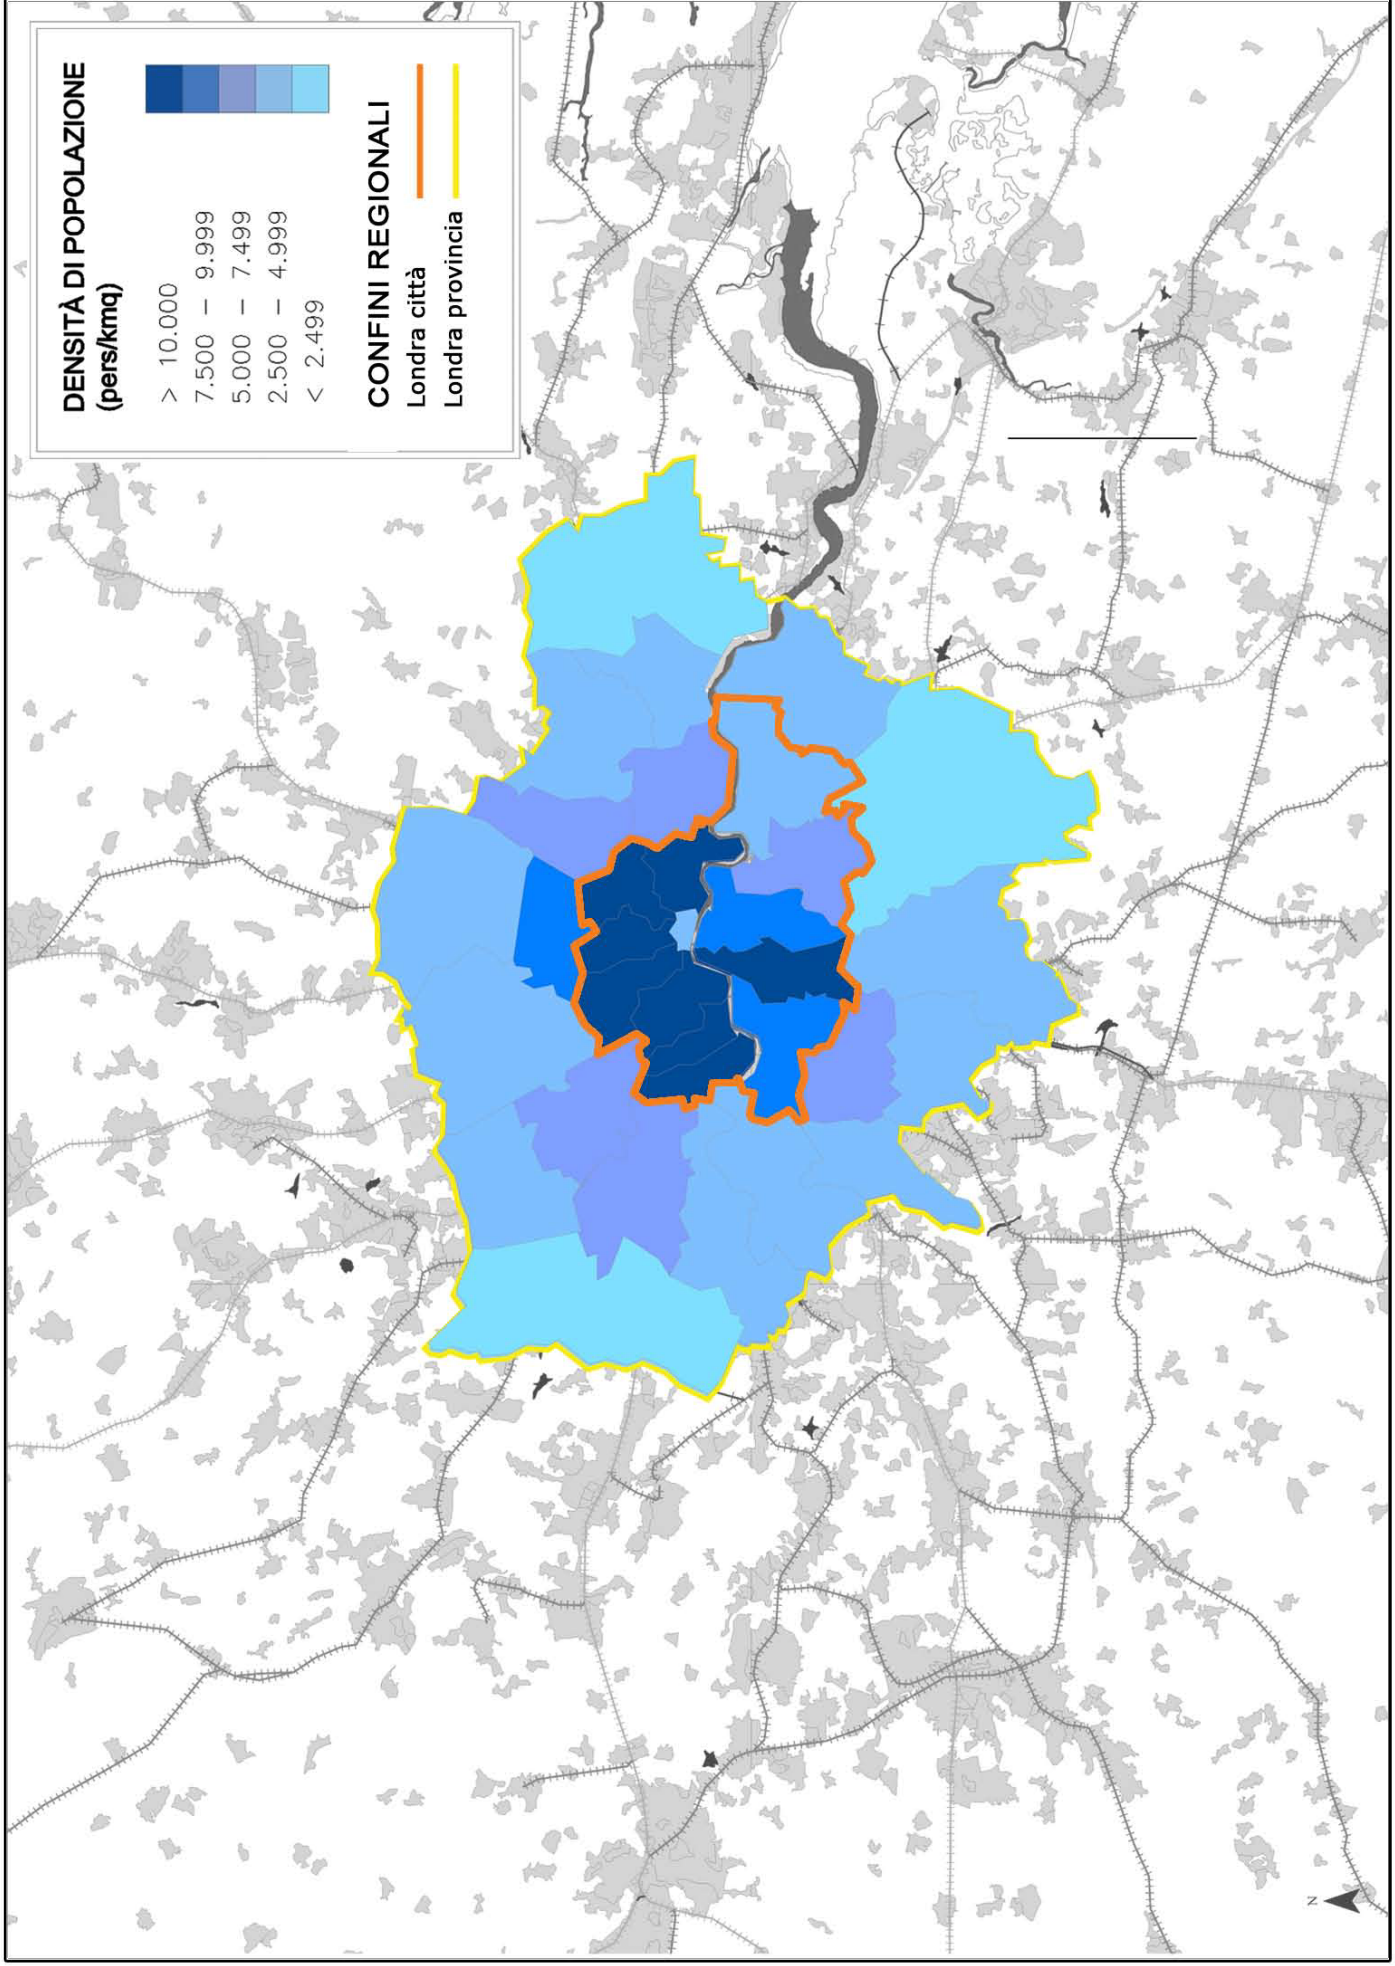 DENSITÀ DI POPOLAZIONE
(pers/kmq)
> 10.000
7.500 – 9.999
5.000 – 7.499
2.500 – 4.999
< 2.499
CONFINI REGIONALI
Londra città
Londra provincia
N